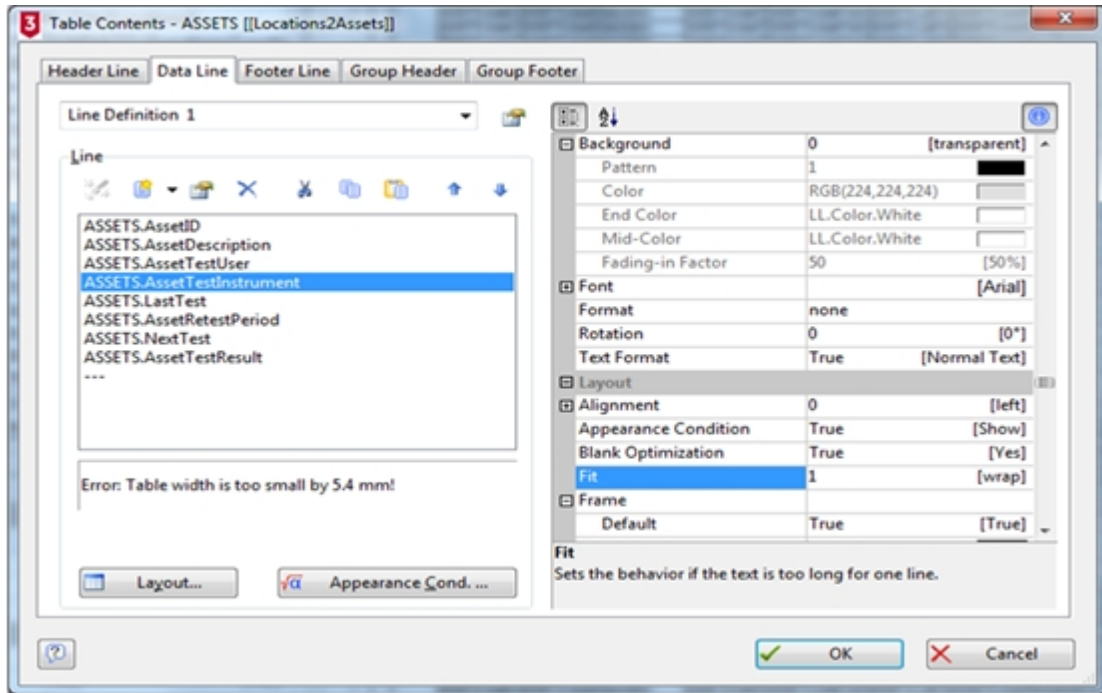 3 Table Contents - ASSETS [[Locations2Assets]]
Header Line Data Line Footer Line Group Header Group Footer
Line Definition 1
Line
ASSETS.AssetID
ASSETS.AssetDescription
ASSETS.AssetTestUser
ASSETS.AssetTestInstrument
ASSETS.LastTest
ASSETS.AssetRetestPeriod
ASSETS.NextTest
ASSETS.AssetTestResult
---
Error: Table width is too small by 5.4 mm!
Layout...
√α Appearance Cond. ...
Background 0 [transparent]
Pattern 1
Color RGB(224,224,224)
End Color LL.Color.White
Mid-Color LL.Color.White
Fading-in Factor 50 [50%]
Font [Arial]
Format none
Rotation 0 [0°]
Text Format True [Normal Text]
Layout
Alignment 0 [left]
Appearance Condition True [Show]
Blank Optimization True [Yes]
Fit 1 [wrap]
Frame
Default True [True]
Fit
Sets the behavior if the text is too long for one line.
OK
Cancel